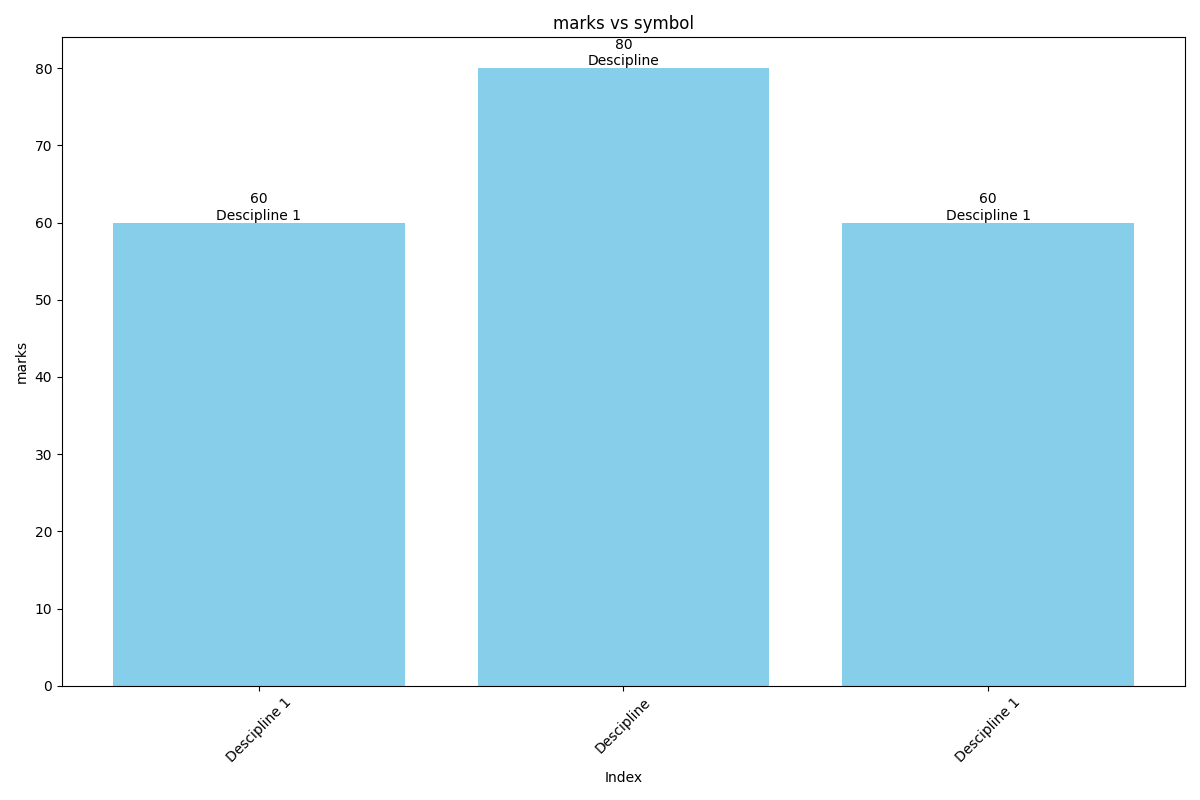 marks vs symbol
80
Descipline
60
Descipline 1
60
Descipline 1
marks
80
70
60
50
40
30
20
10
0
Descipline 1
Descipline
Descipline 1
Index